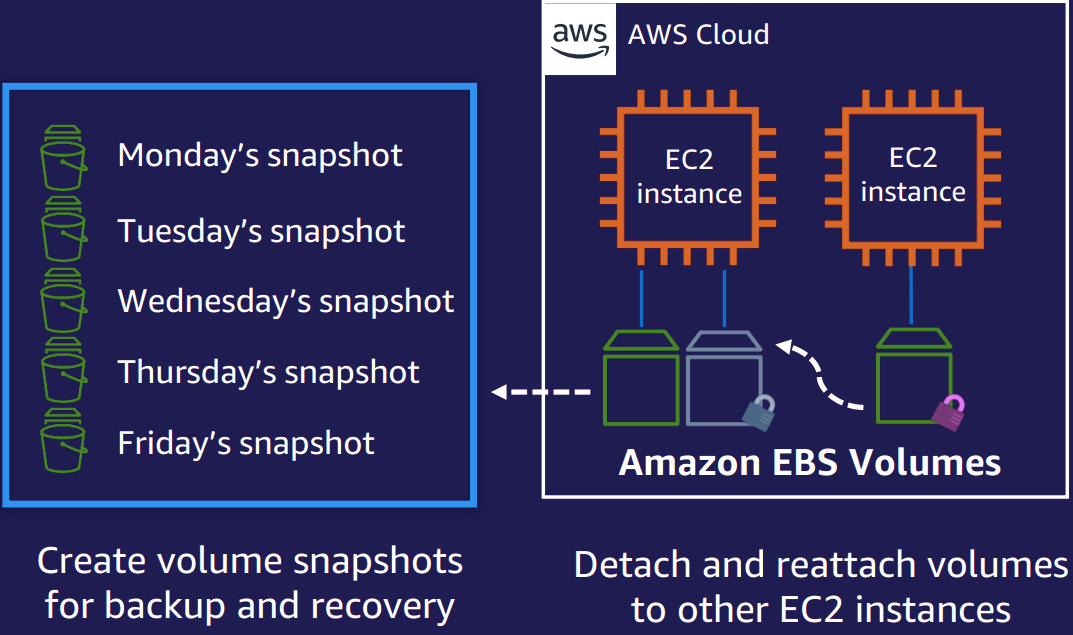 aws
AWS Cloud
Monday’s snapshot
Tuesday’s snapshot
Wednesday’s snapshot
Thursday’s snapshot
Friday’s snapshot
EC2
instance
EC2
instance
Amazon EBS Volumes
Create volume snapshots
for backup and recovery
Detach and reattach volumes
to other EC2 instances